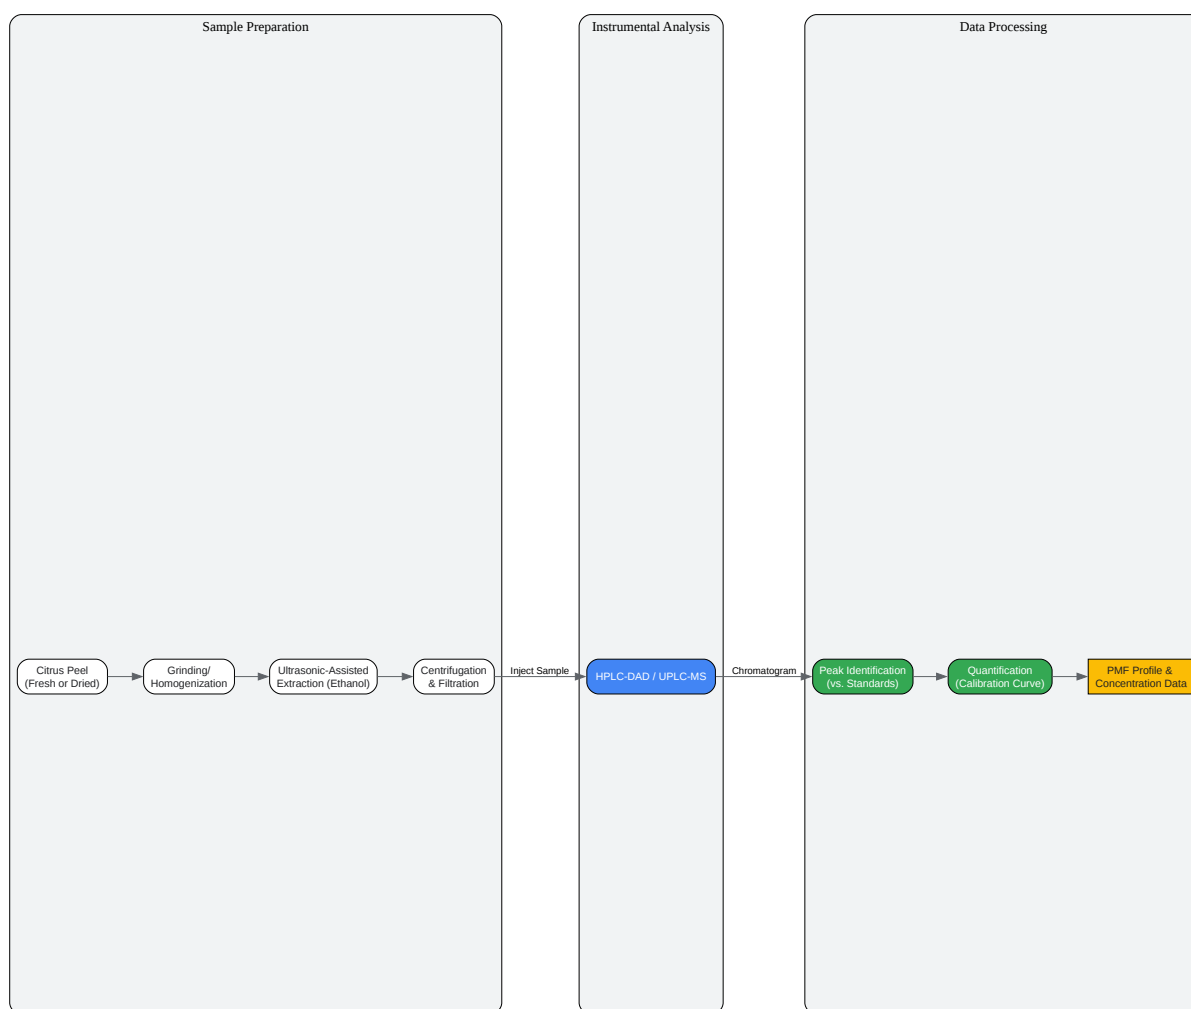 Sample Preparation
Instrumental Analysis
Data Processing
Citrus Peel
(Fresh or Dried)
Grinding/
Homogenization
Ultrasonic-Assisted
Extraction (Ethanol)
Centrifugation
& Filtration
Inject Sample
HPLC-DAD / UPLC-MS
Chromatogram
Peak Identification
(vs. Standards)
Quantification
(Calibration Curve)
PMF Profile &
Concentration Data